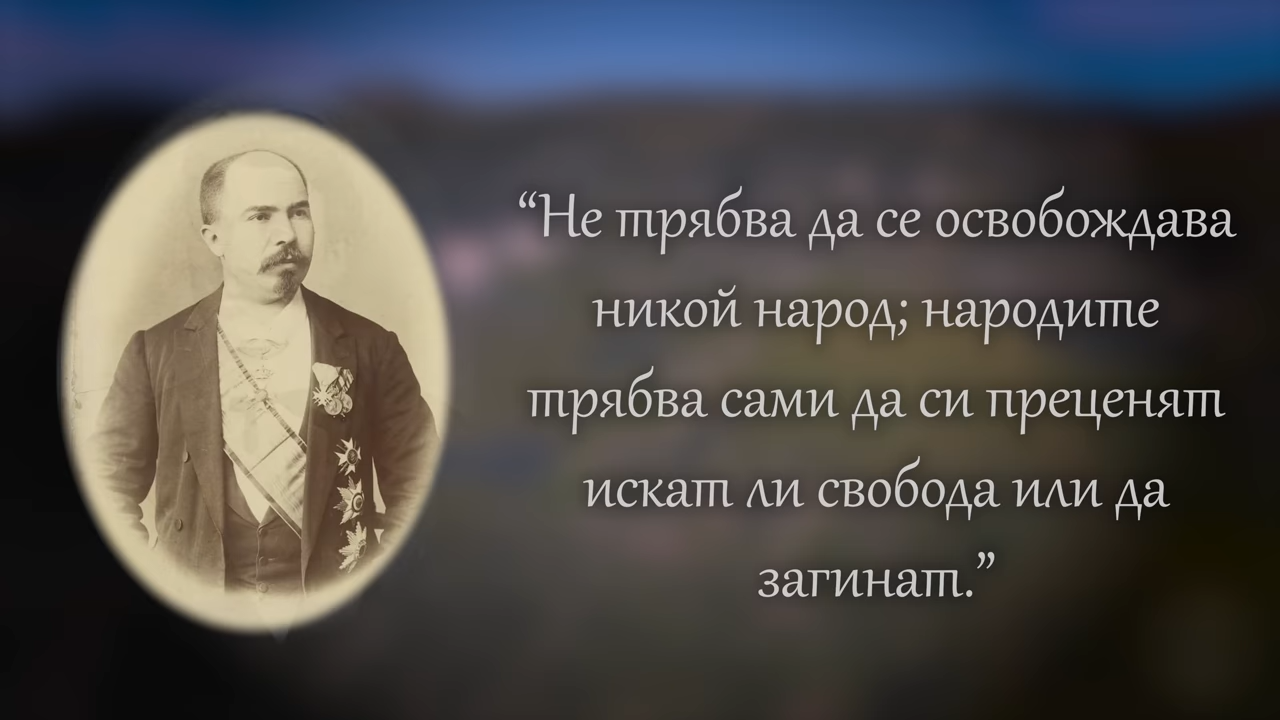 “Не трябва да се освобождава
никой народ; народите
трябва сами да си преценят
искат ли свобода или да
загинат.”